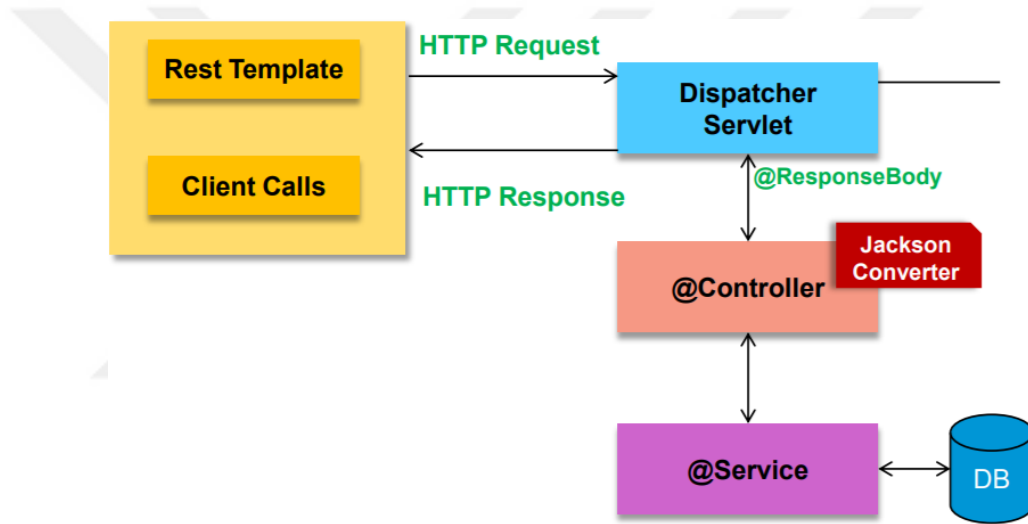 HTTP Request
Rest Template
Dispatcher
Servlet
Client Calls
HTTP Response
@ResponseBody
Jackson
Converter
@Controller
@Service
DB